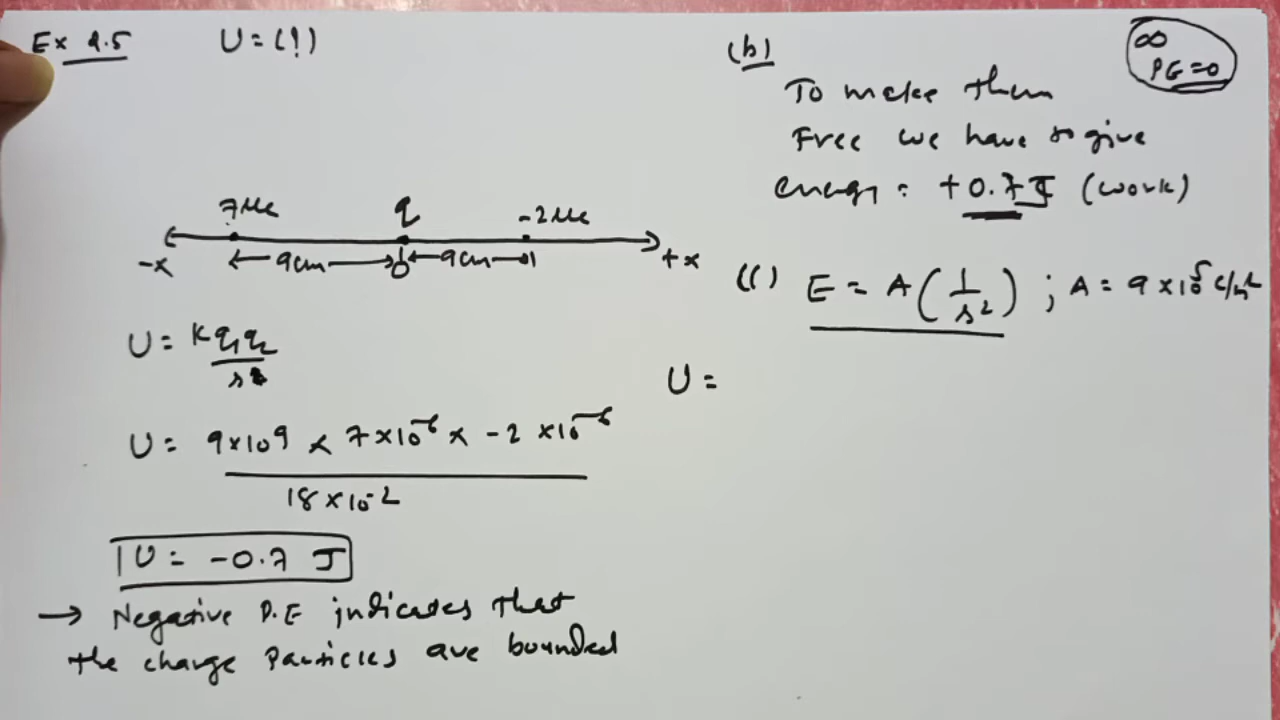 Ex 2.5 U = (?)
7μc q -2μc
-x 9cm 0 9cm +x
U = kq₁q₂ / r
U = 9×10⁹ × 7×10⁻⁶ × -2 ×10⁻⁶
18×10⁻²
U = -0.7 J
→ Negative P.E indicates that
the charge Particles are bounded
∞
PE = 0
(b)
To make them
Free we have to give
energy = +0.7 J (work)
(c) E = A(1/r²) ; A = 9×10⁵ c/m²
U =